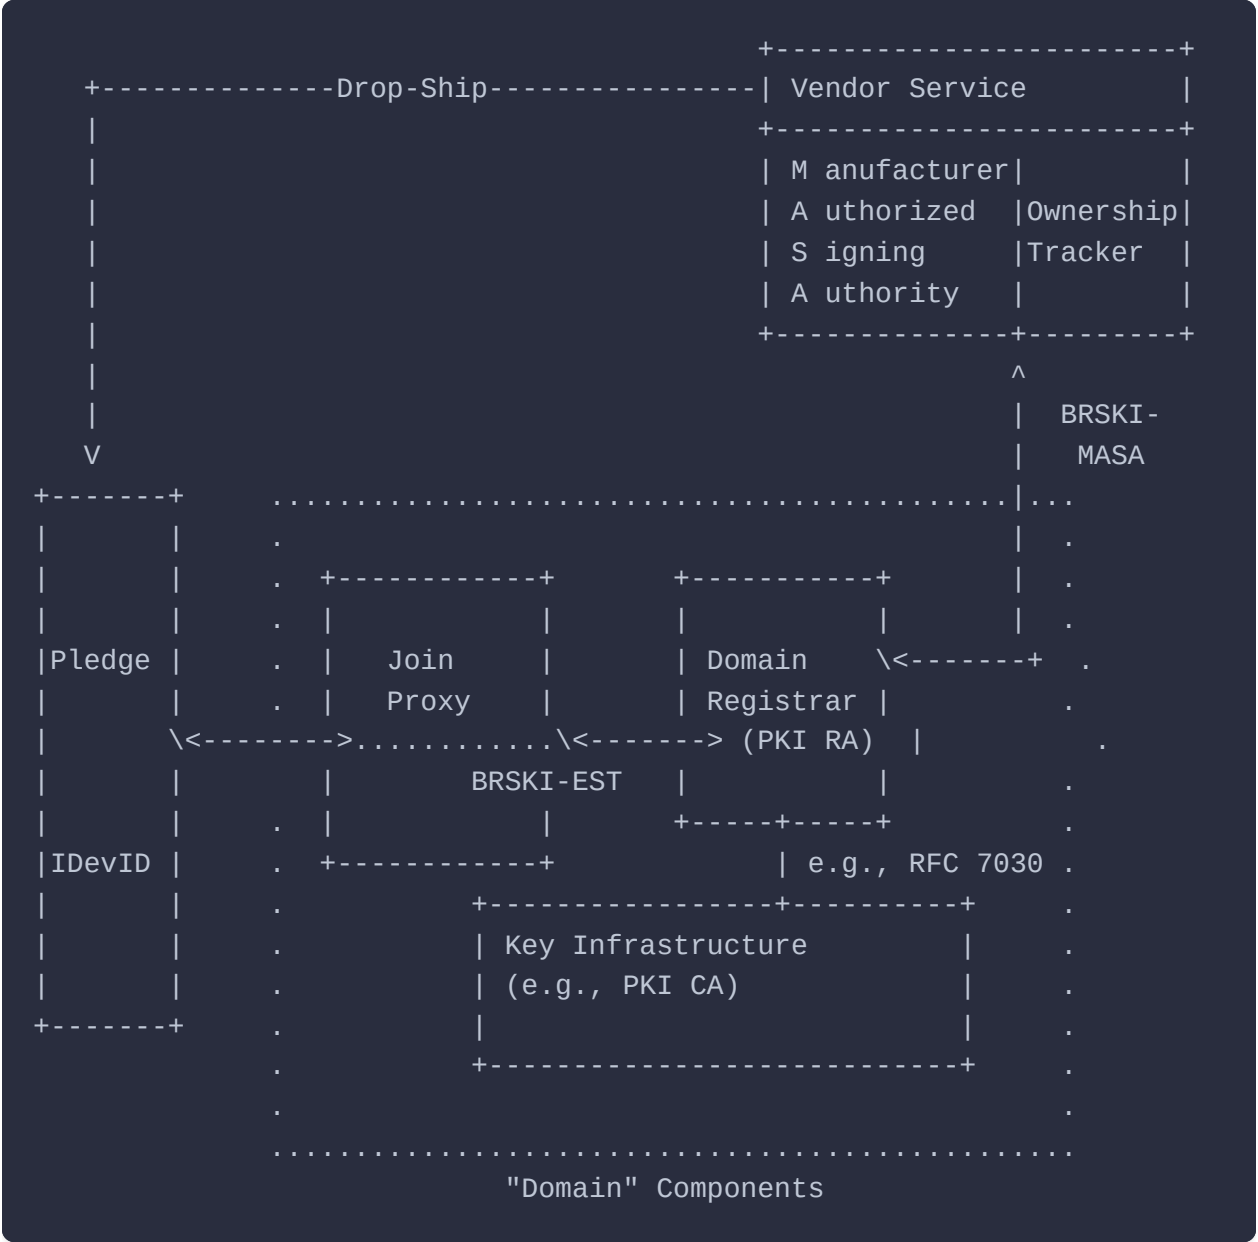 +------------------------+
   +--------------Drop-Ship----------------| Vendor Service         |
   |                                       +------------------------+
   |                                       | M anufacturer|         |
   |                                       | A uthorized  |Ownership|
   |                                       | S igning     |Tracker  |
   |                                       | A uthority   |         |
   |                                       +--------------+---------+
   |                                                      ^
   |                                                      |  BRSKI-
   V                                                      |   MASA
+-------+     ............................................|...
|       |     .                                           |  .
|       |     .  +------------+       +-----------+       |  .
|       |     .  |            |       |           |       |  .
|Pledge |     .  |   Join     |       | Domain    \<-------+  .
|       |     .  |   Proxy    |       | Registrar |          .
|       \<-------->............\<-------> (PKI RA)  |          .
|       |        |        BRSKI-EST   |           |          .
|       |     .  |            |       +-----+-----+          .
|IDevID |     .  +------------+             | e.g., RFC 7030 .
|       |     .           +-----------------+----------+     .
|       |     .           | Key Infrastructure         |     .
|       |     .           | (e.g., PKI CA)             |     .
+-------+     .           |                            |     .
              .           +----------------------------+     .
              .                                              .
              ................................................
                            "Domain" Components